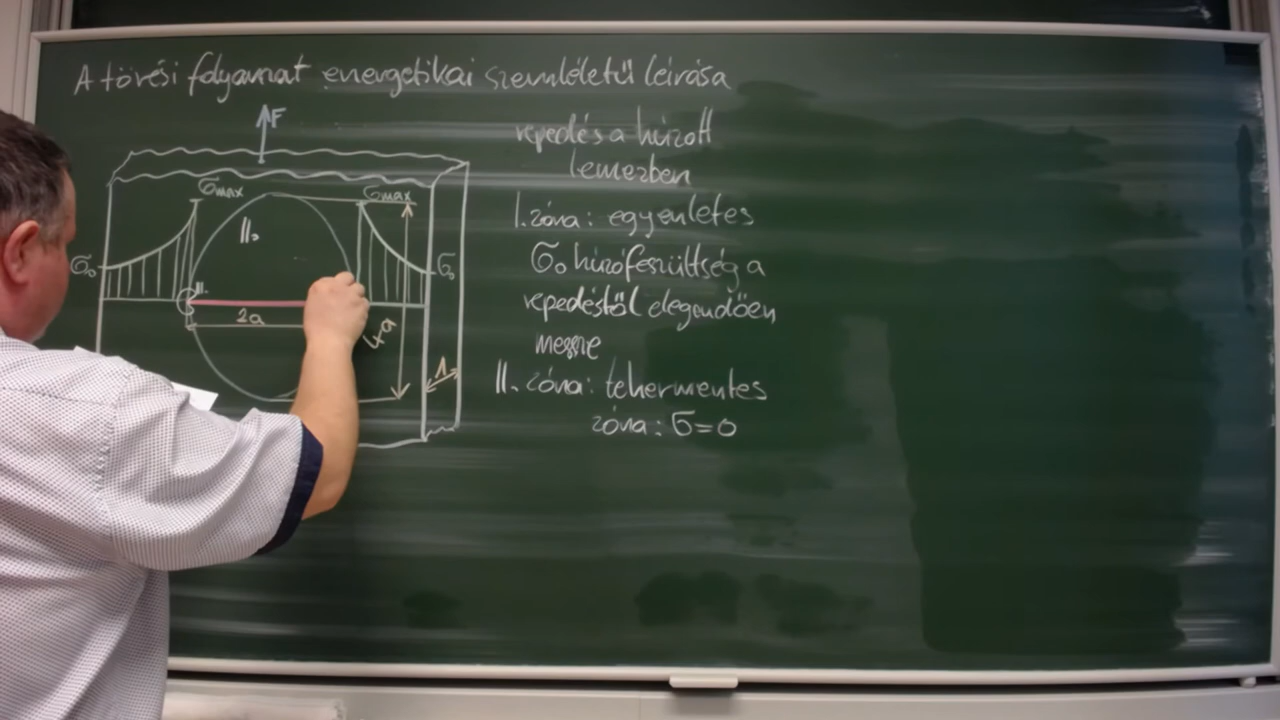 A törési folyamat energetikai szemléletű leírása
F
repedés a húzott
lemezben
σmax
σmax
I. zóna: egyenletes
II.
σ₀
σ₀
σ₀ húzófeszültség a
repedéstől elegendően
2a
4a
messze
1
II. zóna: tehermentes
zóna: σ=0